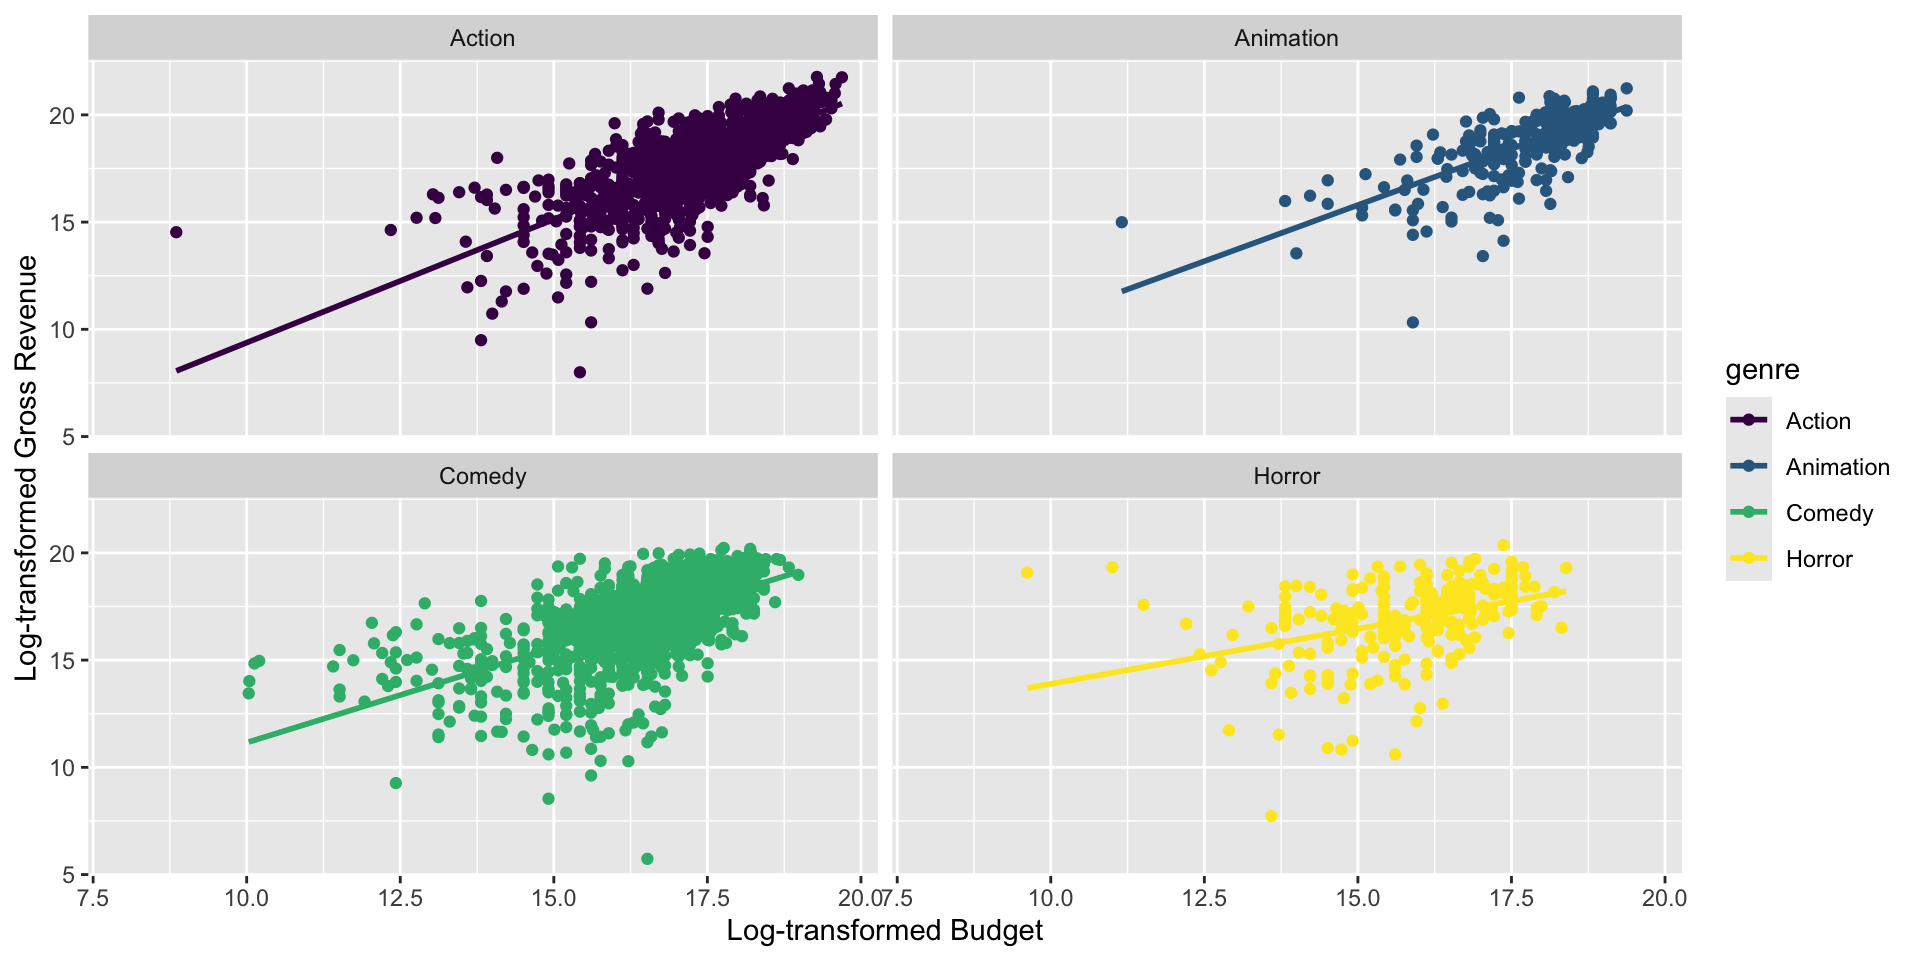 Action
Animation
20
15
10
5
Comedy
Horror
20
15
10
5
7.5 10.0 12.5 15.0 17.5 20.0 7.5 10.0 12.5 15.0 17.5 20.0
Log-transformed Budget
Log-transformed Gross Revenue
genre
Action
Animation
Comedy
Horror